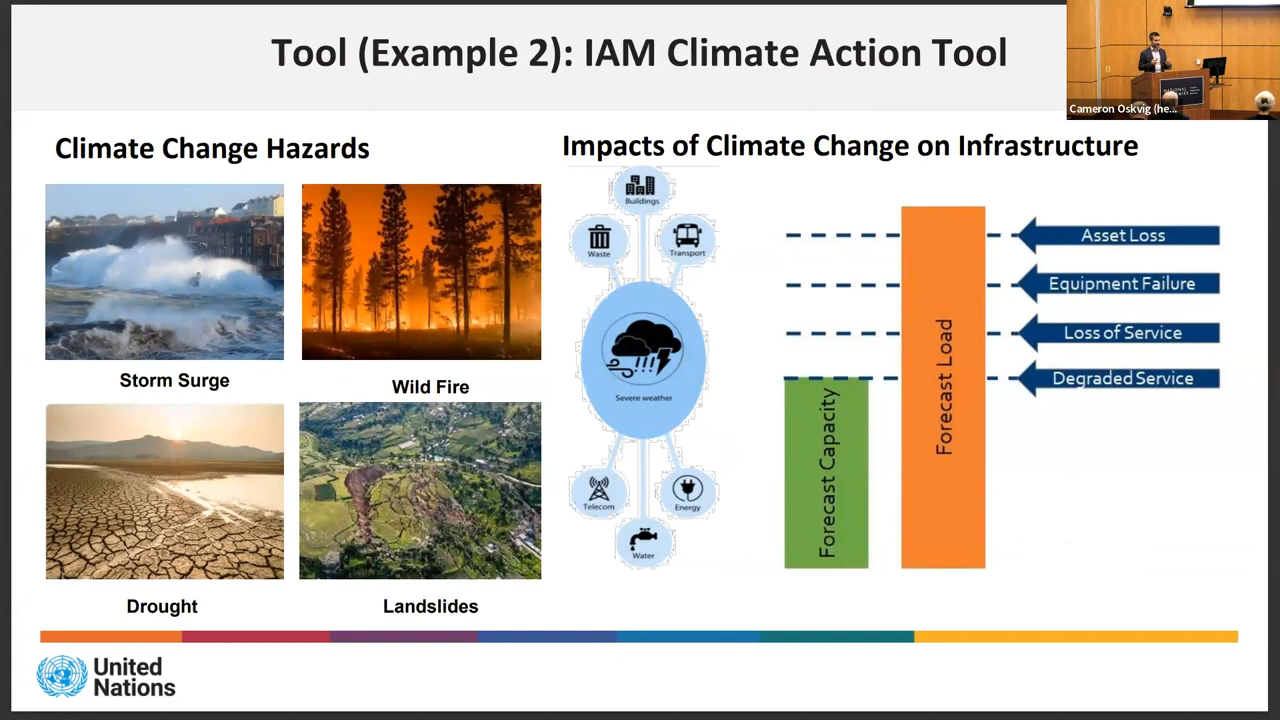 Tool (Example 2): IAM Climate Action Tool
Cameron Oskvig (he...
Climate Change Hazards
Storm Surge
Wild Fire
Drought
Landslides
Impacts of Climate Change on Infrastructure
Buildings
Waste
Transport
Severe weather
Telecom
Energy
Water
Forecast Capacity
Forecast Load
Asset Loss
Equipment Failure
Loss of Service
Degraded Service
United
Nations